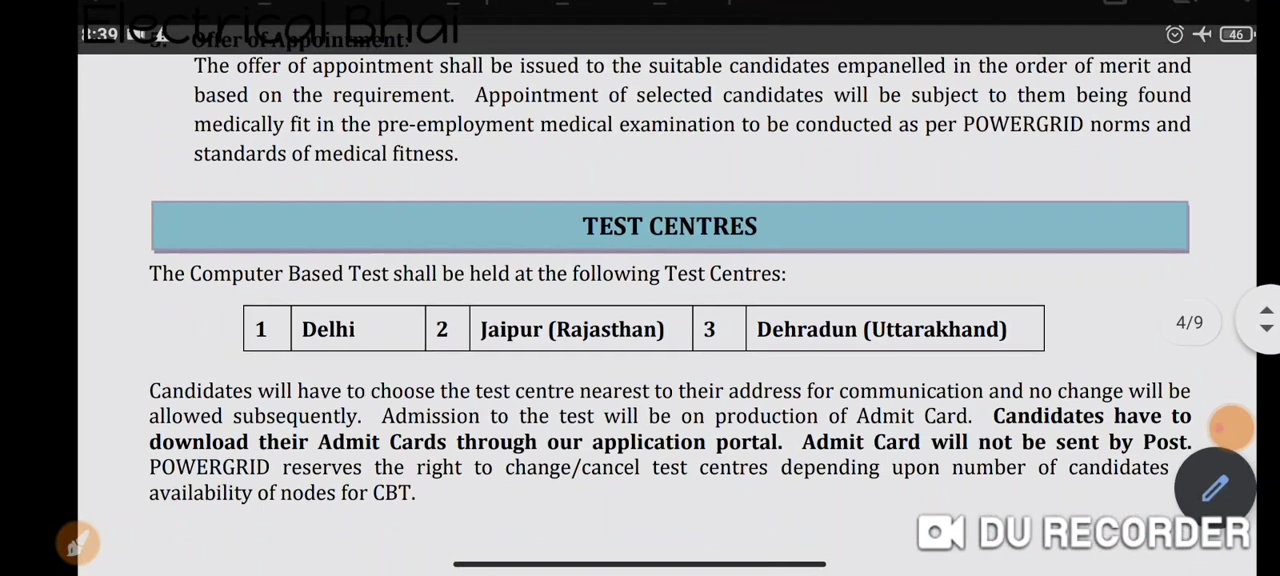 Electrical Bhai
8:39
46
5. Offer of Appointment:
The offer of appointment shall be issued to the suitable candidates empanelled in the order of merit and
based on the requirement. Appointment of selected candidates will be subject to them being found
medically fit in the pre-employment medical examination to be conducted as per POWERGRID norms and
standards of medical fitness.
TEST CENTRES
The Computer Based Test shall be held at the following Test Centres:
1 Delhi 2 Jaipur (Rajasthan) 3 Dehradun (Uttarakhand)
4/9
Candidates will have to choose the test centre nearest to their address for communication and no change will be
allowed subsequently. Admission to the test will be on production of Admit Card. Candidates have to
download their Admit Cards through our application portal. Admit Card will not be sent by Post.
POWERGRID reserves the right to change/cancel test centres depending upon number of candidates
availability of nodes for CBT.
DU RECORDER